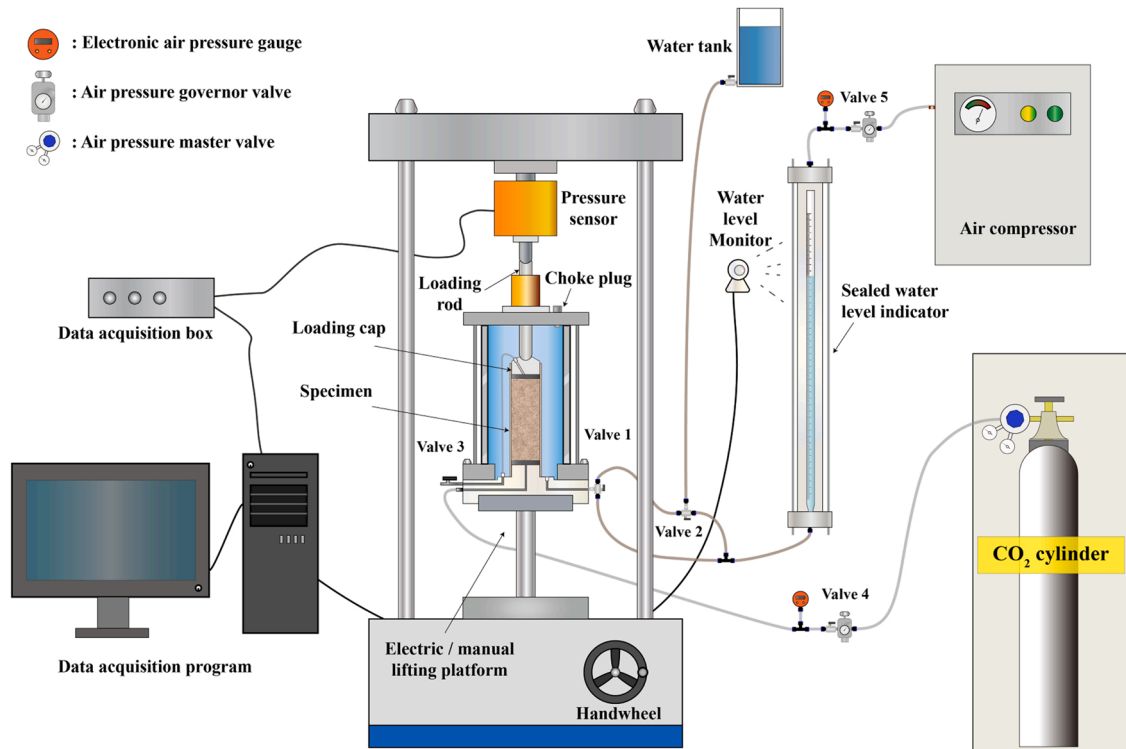 : Electronic air pressure gauge
: Air pressure governor valve
: Air pressure master valve
Water tank
Valve 5
Pressure
sensor
Water
level
Monitor
Air compressor
Loading
rod
Choke plug
Sealed water
level indicator
Data acquisition box
Loading cap
Specimen
Valve 3
Valve 1
Valve 2
CO₂ cylinder
Valve 4
Electric / manual
lifting platform
Data acquisition program
Handwheel